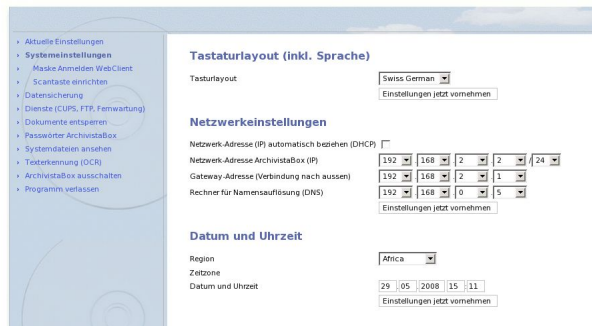 Aktuelle Einstellungen
Systemeinstellungen
Maske Anmelden WebClient
Scantaste einrichten
Datensicherung
Dienste (CUPS, FTP, Fernwartung)
Dokumente entsperren
Passwörter ArchivistaBox
Systemdateien ansehen
Texterkennung (OCR)
ArchivistaBox ausschalten
Programm verlassen
Tastaturlayout (inkl. Sprache)
Tasturlayout Swiss German
Einstellungen jetzt vornehmen
Netzwerkeinstellungen
Netzwerk-Adresse (IP) automatisch beziehen (DHCP)
Netzwerk-Adresse ArchivistaBox (IP) 192 . 168 . 2 . 2 / 24
Gateway-Adresse (Verbindung nach aussen) 192 . 168 . 2 . 1
Rechner für Namensauflösung (DNS) 192 . 168 . 0 . 5
Einstellungen jetzt vornehmen
Datum und Uhrzeit
Region Africa
Zeitzone
Datum und Uhrzeit 29 . 05 . 2008 15 : 11
Einstellungen jetzt vornehmen